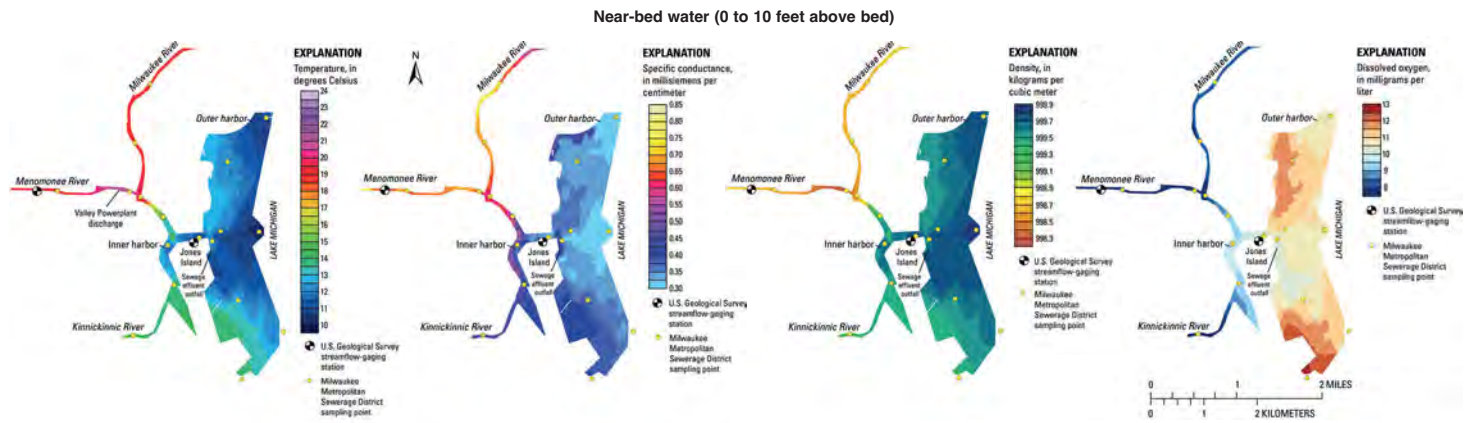 Near-bed water (0 to 10 feet above bed)
Milwaukee River
Outer harbor
Menomonee River
Valley Powerplant
discharge
Inner harbor
Jones
Island
Sewage
effluent
outfall
Kinnickinnic River
LAKE MICHIGAN
EXPLANATION
Temperature, in
degrees Celsius
24
23
22
21
20
19
18
17
16
15
14
13
12
11
10
U.S. Geological Survey
streamflow-gaging
station
Milwaukee
Metropolitan
Sewerage District
sampling point
N
Milwaukee River
Outer harbor
Menomonee River
Inner harbor
Jones
Island
Sewage
effluent
outfall
Kinnickinnic River
LAKE MICHIGAN
EXPLANATION
Specific conductance,
in millisiemens per
centimeter
0.85
0.80
0.75
0.70
0.65
0.60
0.55
0.50
0.45
0.40
0.35
0.30
U.S. Geological Survey
streamflow-gaging
station
Milwaukee
Metropolitan
Sewerage District
sampling point
Milwaukee River
Outer harbor
Menomonee River
Inner harbor
Jones
Island
Sewage
effluent
outfall
Kinnickinnic River
LAKE MICHIGAN
EXPLANATION
Density, in
kilograms per
cubic meter
999.9
999.7
999.5
999.3
999.1
998.9
998.7
998.5
998.3
U.S. Geological Survey
streamflow-gaging
station
Milwaukee
Metropolitan
Sewerage District
sampling point
Milwaukee River
Outer harbor
Menomonee River
Inner harbor
Jones
Island
Sewage
effluent
outfall
Kinnickinnic River
LAKE MICHIGAN
EXPLANATION
Dissolved oxygen,
in milligrams per
liter
13
12
11
10
9
8
U.S. Geological Survey
streamflow-gaging
station
Milwaukee
Metropolitan
Sewerage District
sampling point
0 1 2 MILES
0 1 2 KILOMETERS